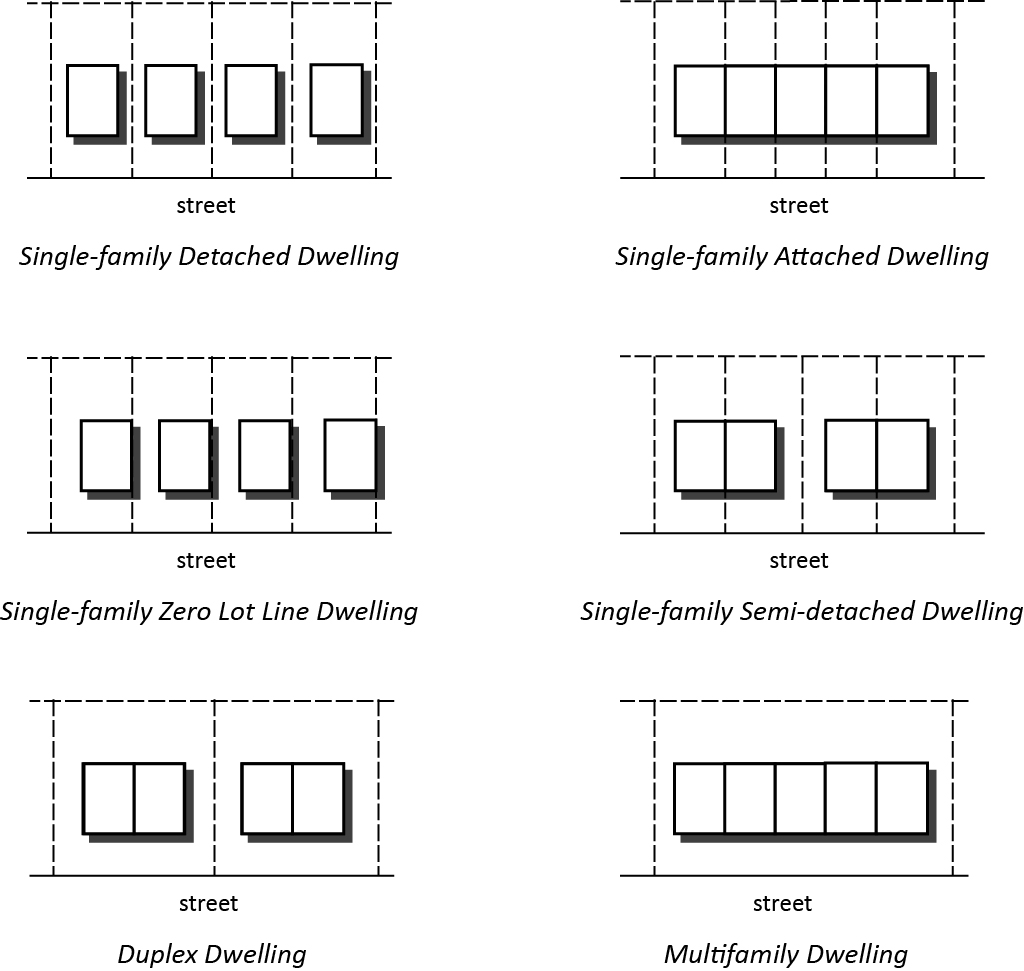 street
street
Single-family Detached Dwelling
Single-family Attached Dwelling
street
street
Single-family Zero Lot Line Dwelling
Single-family Semi-detached Dwelling
street
street
Duplex Dwelling
Multifamily Dwelling